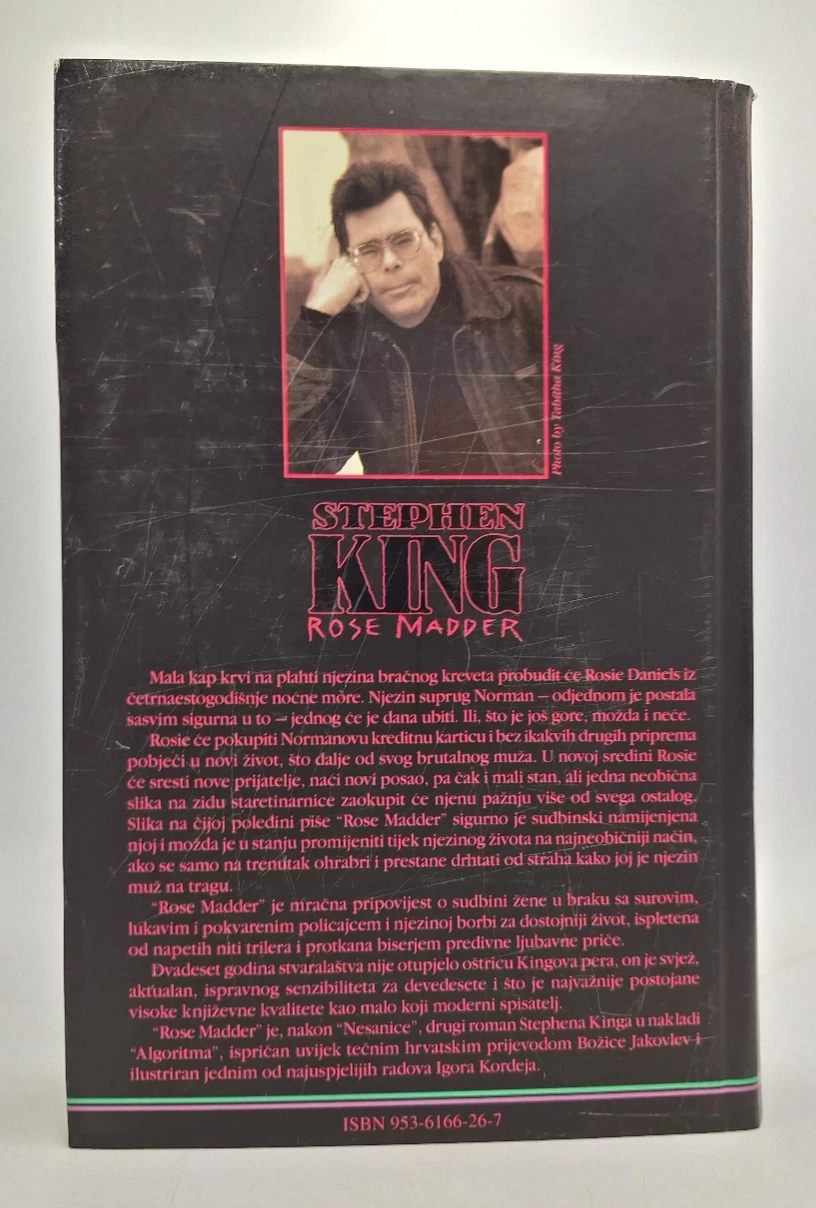 Photo by Tabitha King
STEPHEN
KING
ROSE MADDER
Mala kap krvi na plahti njezina bračnog kreveta probudit će Rosie Daniels iz
četrnaestogodišnje noćne mòre. Njezin suprug Norman – odjednom je postala
sasvim sigurna u to – jednog će je dana ubiti. Ili, što je još gore, možda i neće.
Rosie će pokupiti Normanovu kreditnu karticu i bez ikakvih drugih priprema
pobjeći u novi život, što dalje od svog brutalnog muža. U novoj sredini Rosie
će sresti nove prijatelje, naći novi posao, pa čak i mali stan, ali jedna neobična
slika na zidu staretinarnice zaokupit će njenu pažnju više od svega ostalog.
Slika na čijoj poleđini piše “Rose Madder” sigurno je sudbinski namijenjena
njoj i možda je u stanju promijeniti tijek njezinog života na najneobičniji način,
ako se samo na trenutak ohrabri i prestane drhtati od straha kako joj je njezin
muž na tragu.
“Rose Madder” je mračna pripovijest o sudbini žene u braku sa surovim,
lukavim i pokvarenim policajcem i njezinoj borbi za dostojniji život, ispletena
od napetih niti trilera i protkana biserjem predivne ljubavne priče.
Dvadeset godina stvaralaštva nije otupjelo oštricu Kingova pera, on je svjež,
aktualan, ispravnog senzibiliteta za devedesete i što je najvažnije postojane
visoke književne kvalitete kao malo koji moderni spisatelj.
“Rose Madder” je, nakon “Nesanice”, drugi roman Stephena Kinga u nakladi
“Algoritma”, ispričan uvijek tečnim hrvatskim prijevodom Božice Jakovlev i
ilustriran jednim od najuspjelijih radova Igora Kordeja.
ISBN 953-6166-26-7